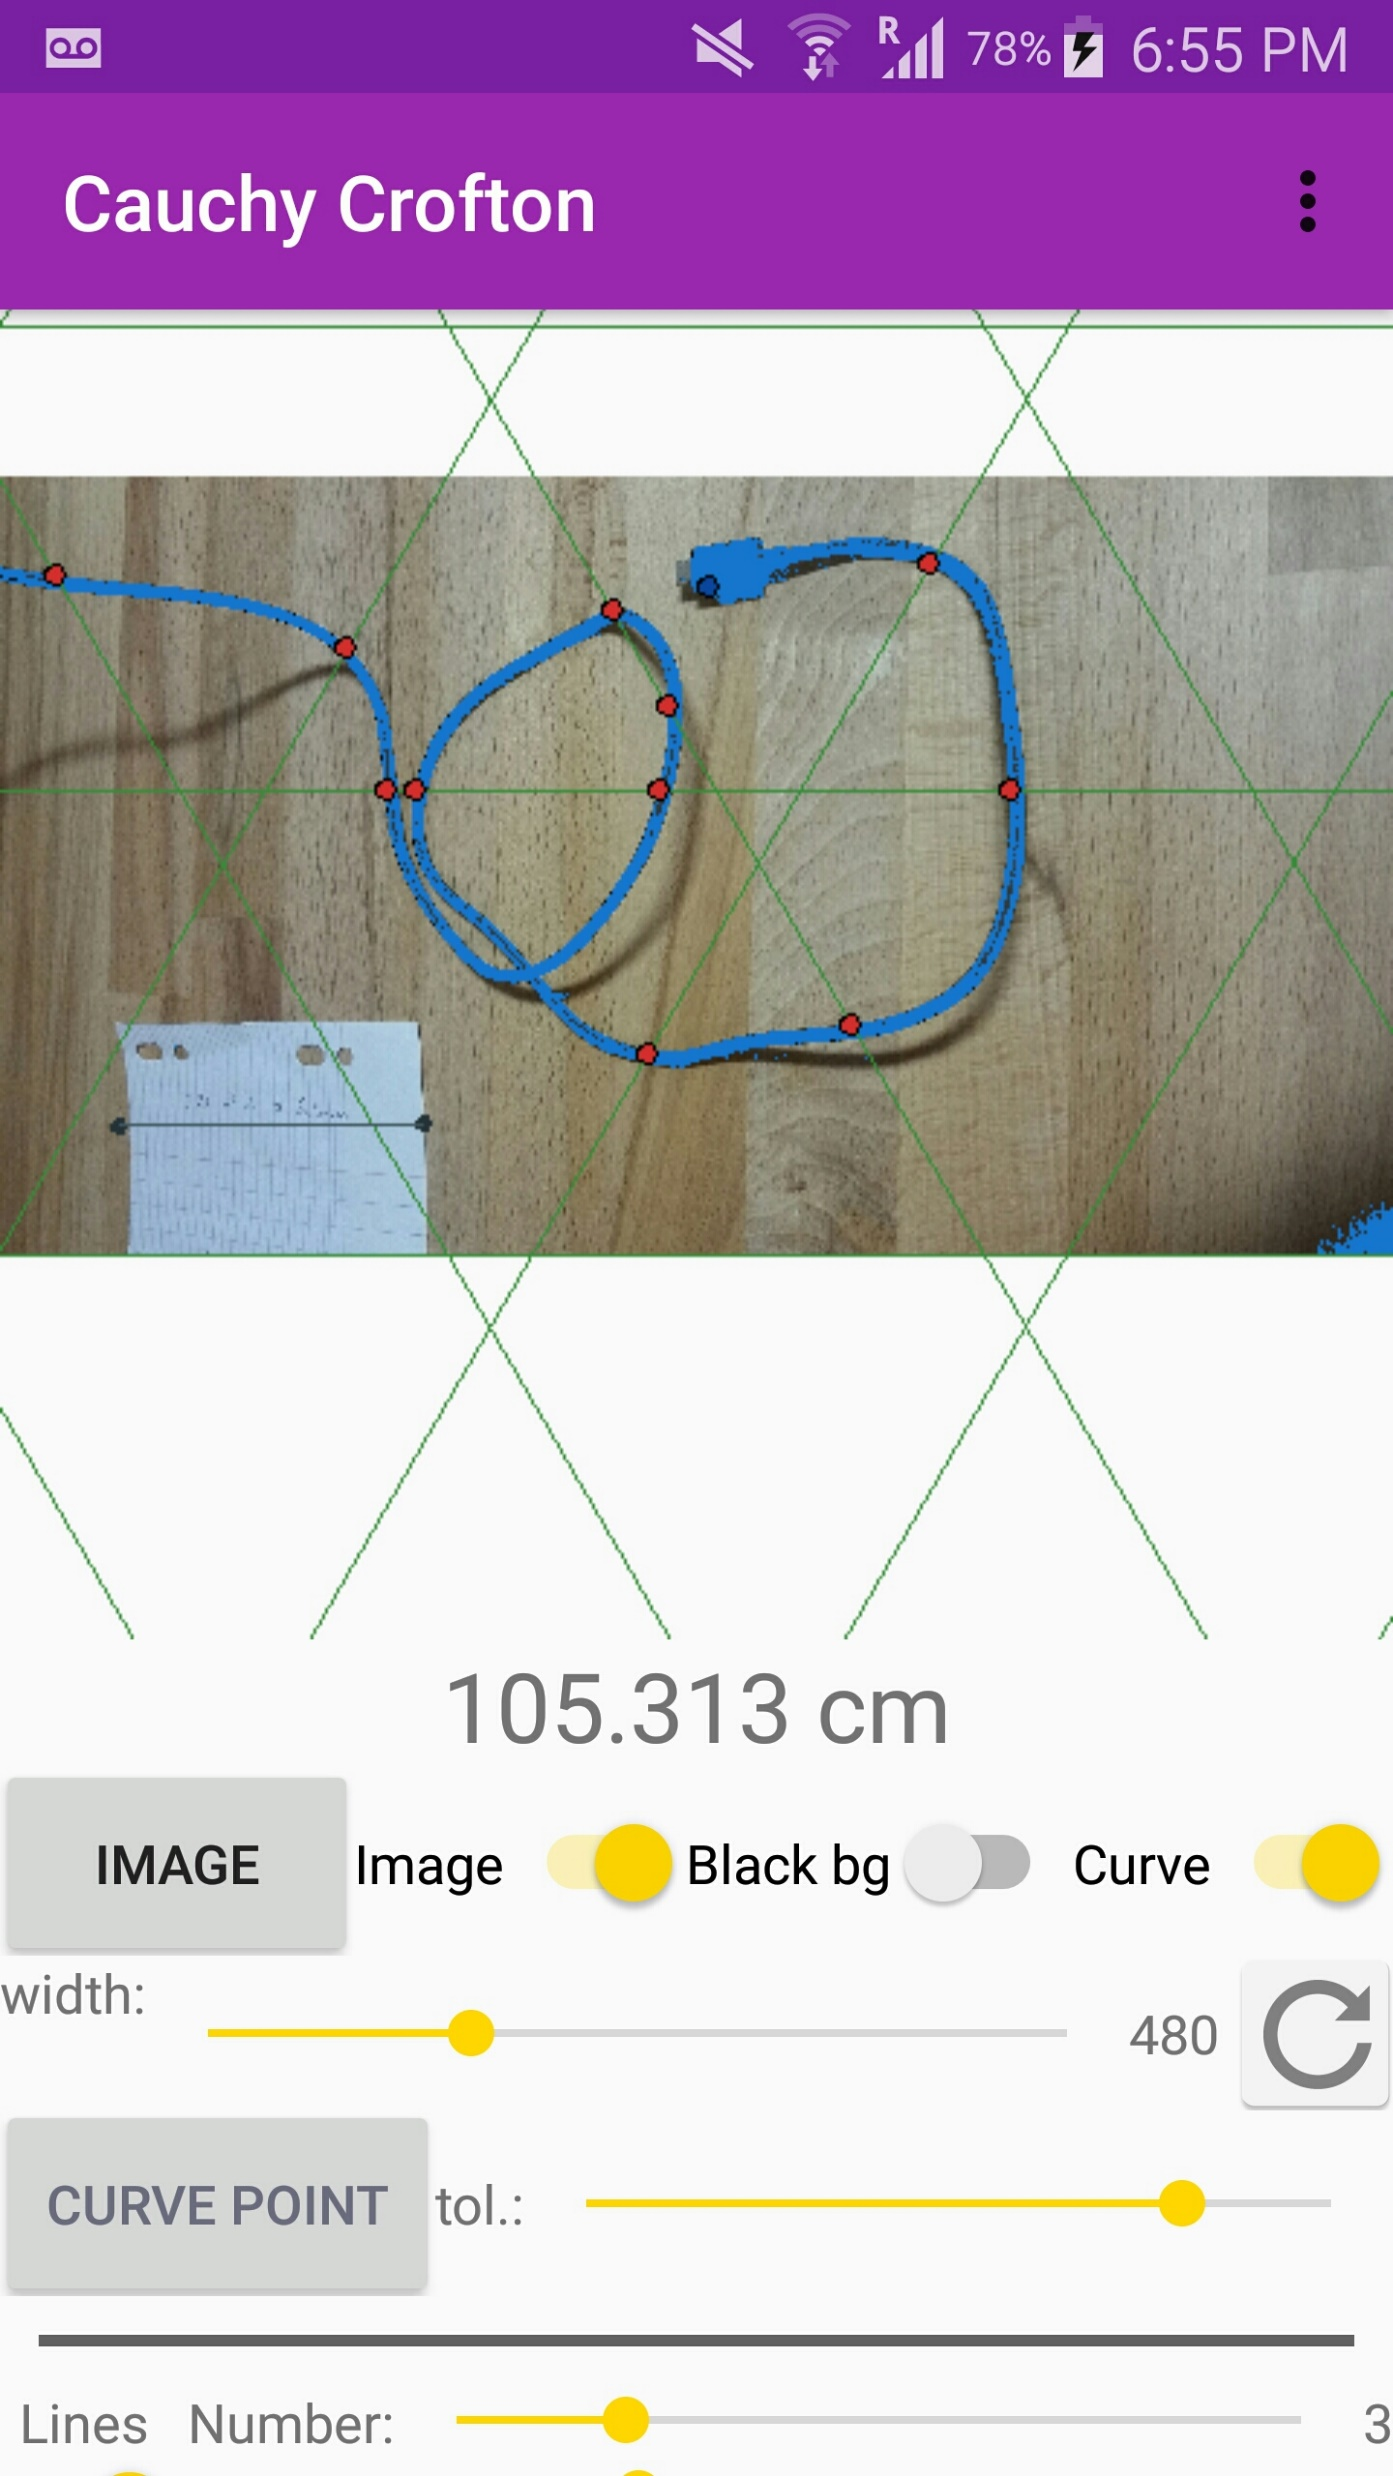 R 78% 6:55 PM
Cauchy Crofton
105.313 cm
IMAGE Image Black bg Curve
width: 480
CURVE POINT tol.:
Lines Number: 3